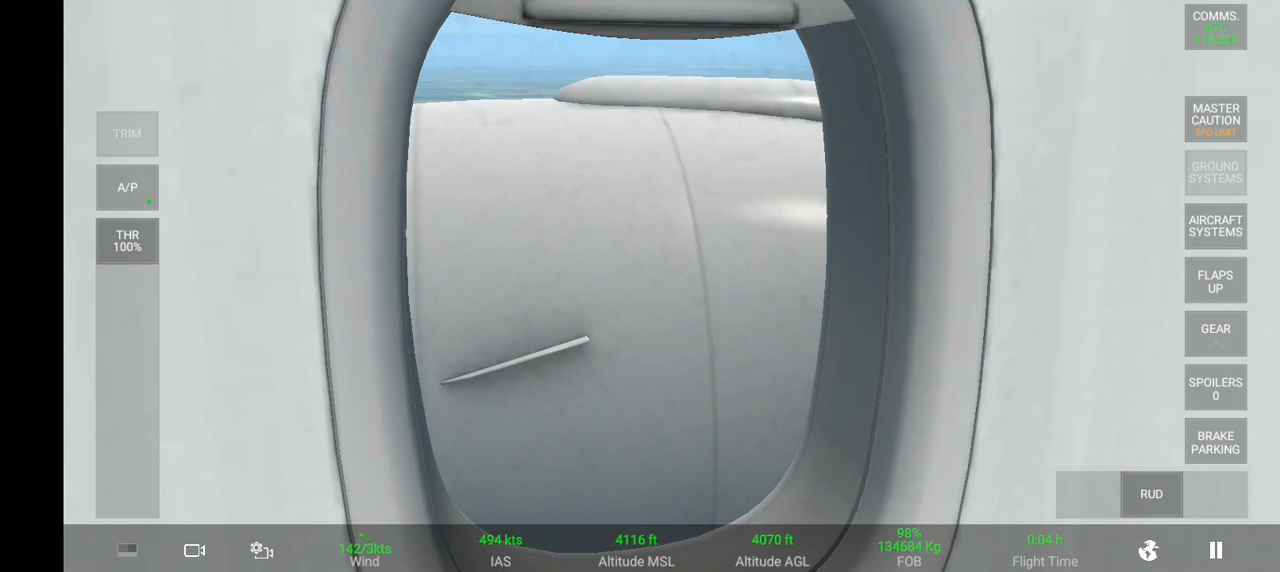 COMMS.
TRIM
A/P
THR
100%
MASTER
CAUTION
SPD LIMIT
GROUND
SYSTEMS
AIRCRAFT
SYSTEMS
FLAPS
UP
GEAR
SPOILERS
0
BRAKE
PARKING
RUD
142/3kts
Wind
494 kts
IAS
4116 ft
Altitude MSL
4070 ft
Altitude AGL
98%
134684 Kg
FOB
0:04 h
Flight Time